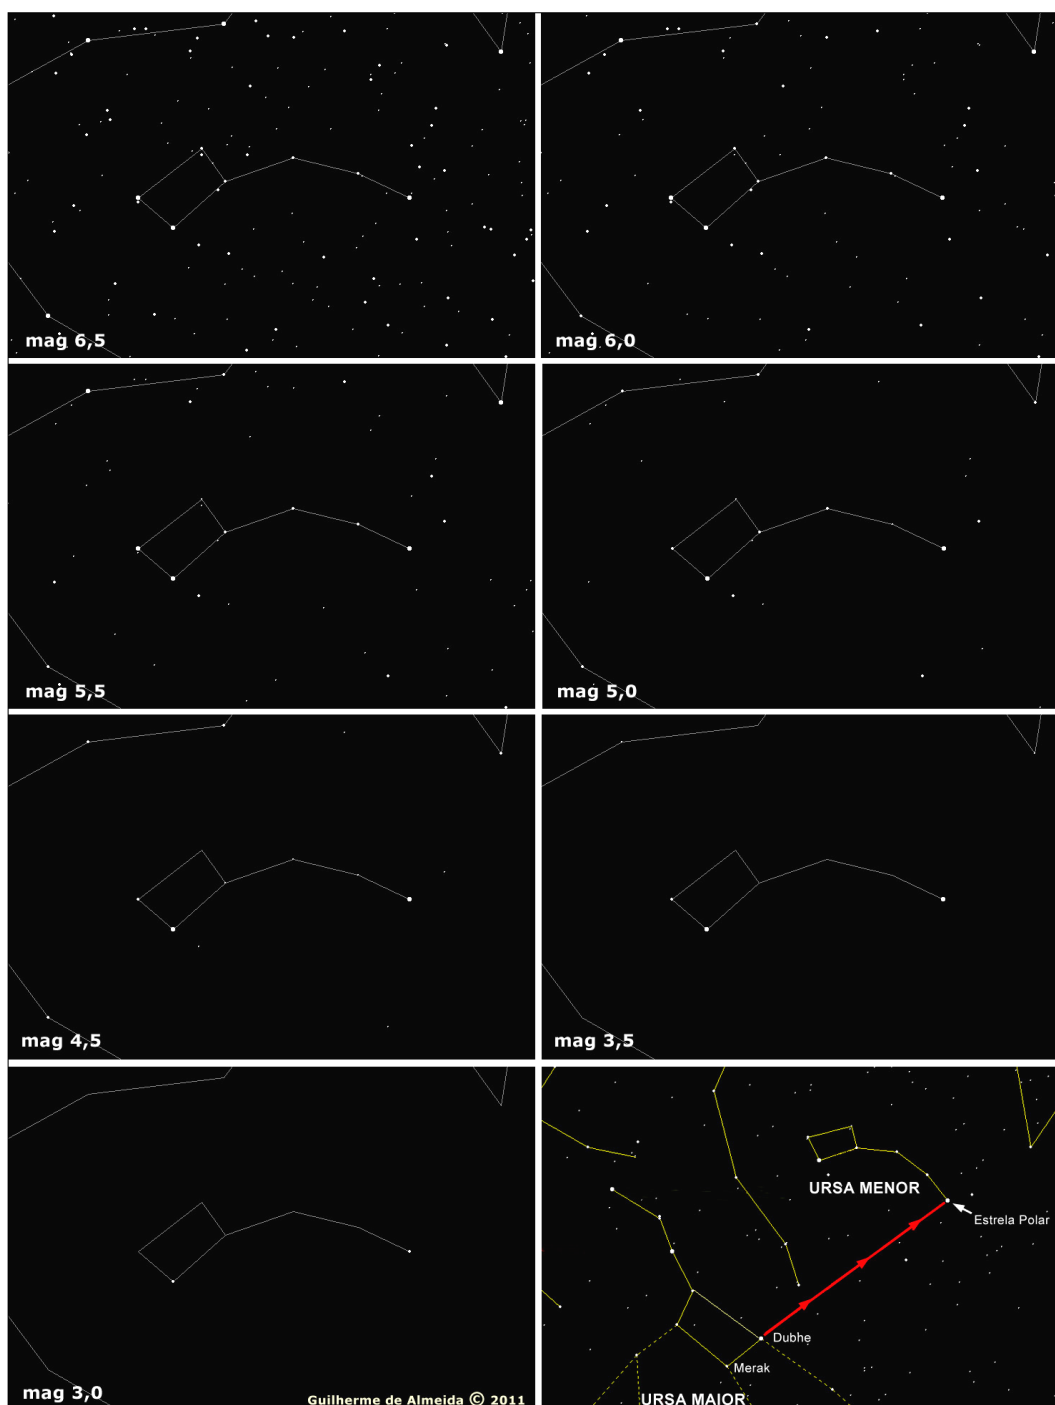 mag 6,5
mag 6,0
mag 5,5
mag 5,0
mag 4,5
mag 3,5
mag 3,0
Guilherme de Almeida © 2011
URSA MENOR
Estrela Polar
Dubhe
Merak
URSA MAIOR